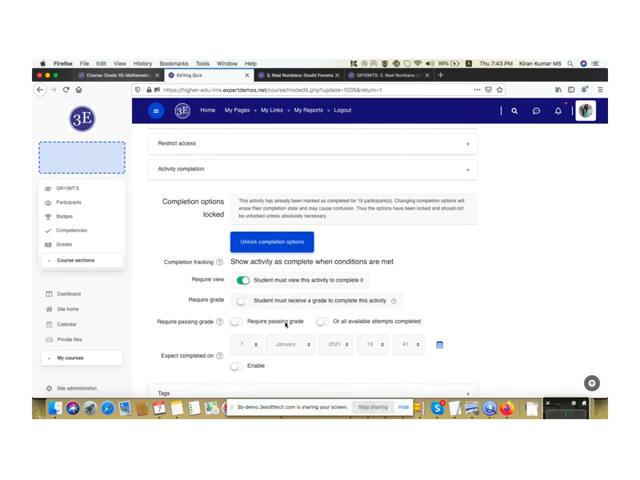 Firefox File Edit View History Bookmarks Tools Window Help 99% Thu 7:43 PM Kiran Kumar MS
Course: Grade 10: Mathematics × Editing Quiz × 3. Real Numbers: Doubt Forums × GR10MTS: 3. Real Numbers: × +
https://higher-edu-lms.expertdemos.net/course/modedit.php?update=1035&return=1
3E Home My Pages My Links My Reports Logout
3E
GR10MTS
Participants
Badges
Competencies
Grades
Course sections
Dashboard
Site home
Calendar
Private files
My courses
Site administration
Restrict access
Activity completion
Completion options locked
This activity has already been marked as completed for 19 participant(s). Changing completion options will
erase their completion state and may cause confusion. Thus the options have been locked and should not
be unlocked unless absolutely necessary.
Unlock completion options
Completion tracking Show activity as complete when conditions are met
Require view Student must view this activity to complete it
Require grade Student must receive a grade to complete this activity
Require passing grade Require passing grade Or all available attempts completed
7 January 2021 19 41
Expect completed on
Enable
Tags
3b-demo.3esofttech.com is sharing your screen. Stop sharing Hide